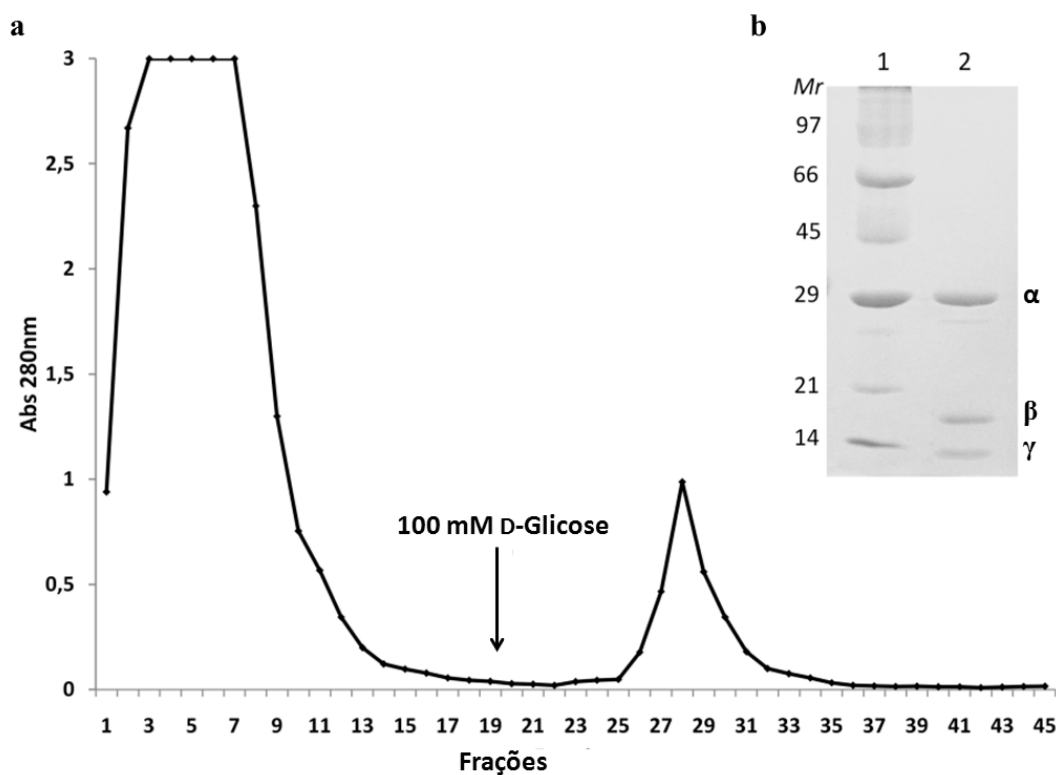 a
3
2,5
2
1,5
1
0,5
0
Abs 280nm
100 mM D-Glicose
1 3 5 7 9 11 13 15 17 19 21 23 25 27 29 31 33 35 37 39 41 43 45
Frações
b
1 2
Mr
97
66
45
29 α
21
β
14 γ